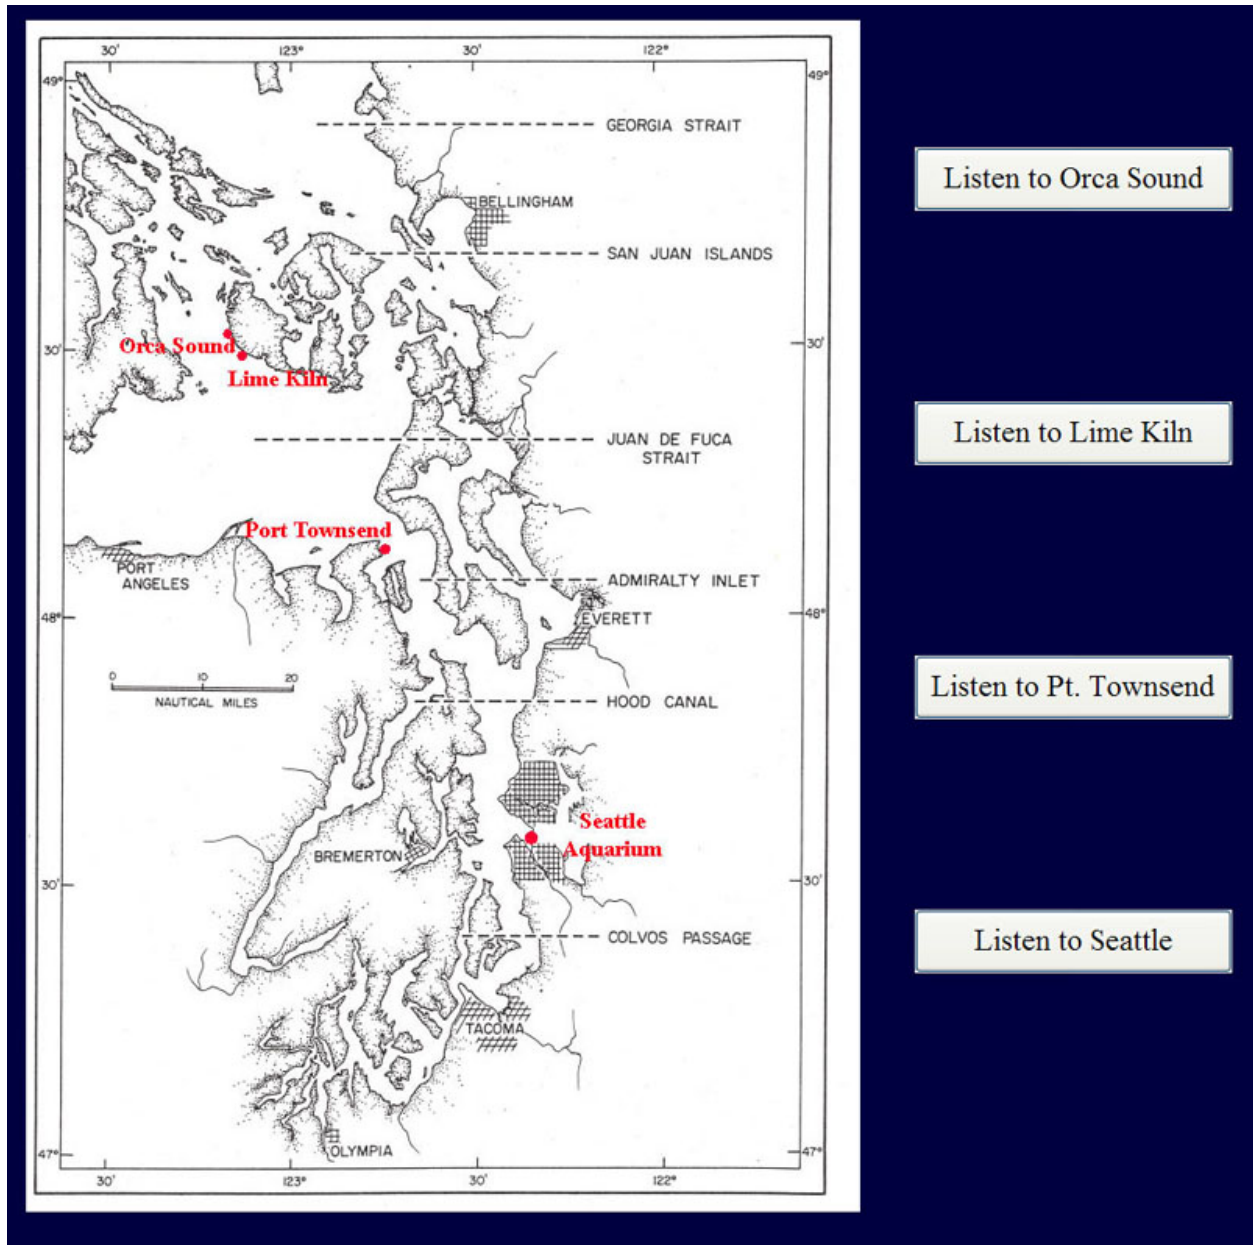 30'
123°
30'
122°
49°
49°
GEORGIA STRAIT
BELLINGHAM
SAN JUAN ISLANDS
Orca Sound
30'
30'
Lime Kiln
JUAN DE FUCA
STRAIT
Port Townsend
PORT
ANGELES
ADMIRALTY INLET
48°
48°
EVERETT
0 10 20
NAUTICAL MILES
HOOD CANAL
Seattle
Aquarium
BREMERTON
30'
30'
COLVOS PASSAGE
TACOMA
OLYMPIA
47°
47°
30'
123°
30'
122°
Listen to Orca Sound
Listen to Lime Kiln
Listen to Pt. Townsend
Listen to Seattle